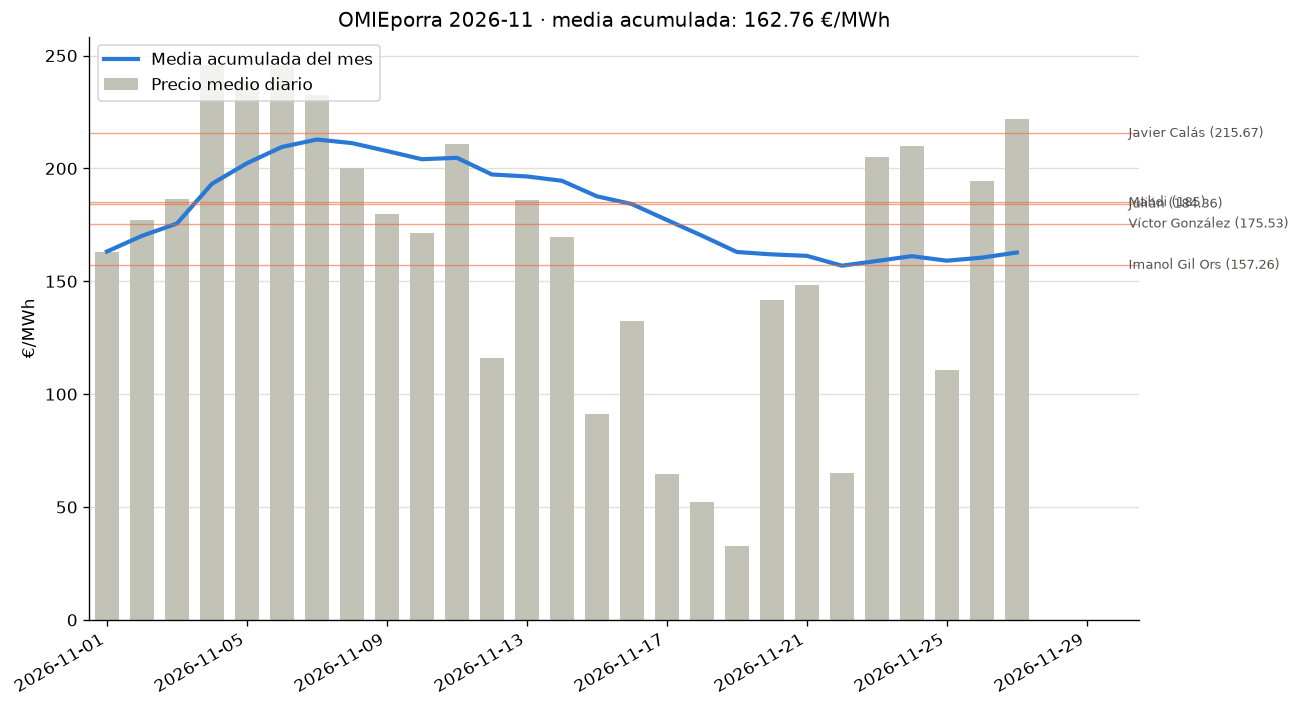 OMIEporra 2026-11 · media acumulada: 162.76 €/MWh
Media acumulada del mes
Precio medio diario
€/MWh
250
200
150
100
50
0
Javier Calás (215.67)
Víctor González (175.53)
Imanol Gil Ors (157.26)
2026-11-01
2026-11-05
2026-11-09
2026-11-13
2026-11-17
2026-11-21
2026-11-25
2026-11-29